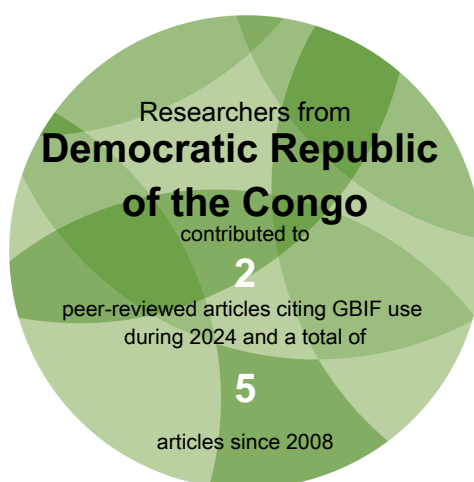 Researchers from
Democratic Republic
of the Congo
contributed to
2
peer-reviewed articles citing GBIF use
during 2024 and a total of
5
articles since 2008